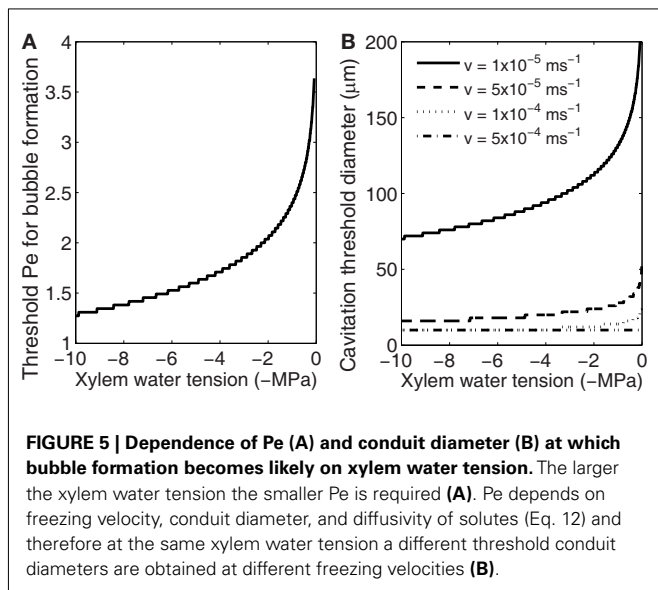 A
Threshold Pe for bubble formation
4
3.5
3
2.5
2
1.5
1
−10 −8 −6 −4 −2 0
Xylem water tension (−MPa)
B
Cavitation threshold diameter (μm)
200
150
100
50
0
v = 1x10⁻⁵ ms⁻¹
v = 5x10⁻⁵ ms⁻¹
v = 1x10⁻⁴ ms⁻¹
v = 5x10⁻⁴ ms⁻¹
−10 −8 −6 −4 −2 0
Xylem water tension (−MPa)
FIGURE 5 | Dependence of Pe (A) and conduit diameter (B) at which
bubble formation becomes likely on xylem water tension. The larger
the xylem water tension the smaller Pe is required (A). Pe depends on
freezing velocity, conduit diameter, and diffusivity of solutes (Eq. 12) and
therefore at the same xylem water tension a different threshold conduit
diameters are obtained at different freezing velocities (B).